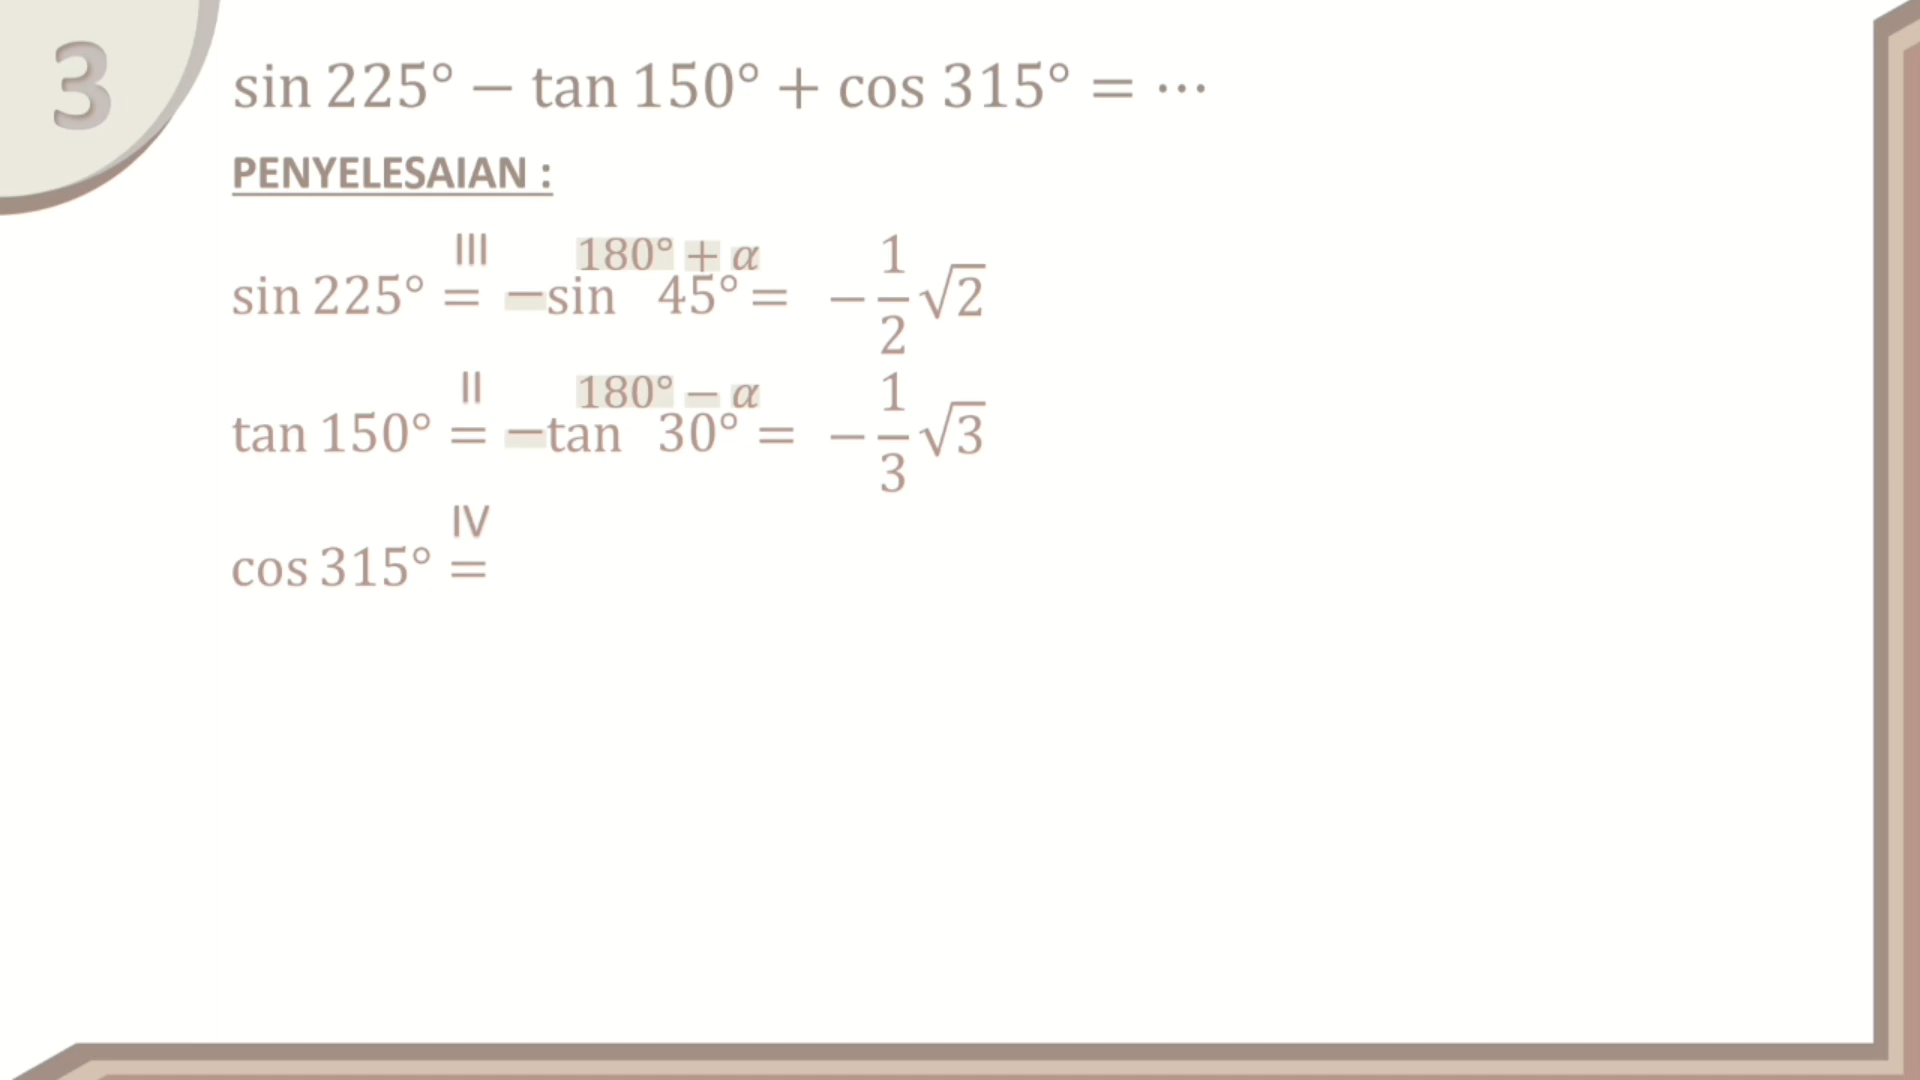 3
sin 225° − tan 150° + cos 315° = ⋯
PENYELESAIAN :
III 180° + α
sin 225° = −sin 45° = −1/2 √2
II 180° − α
tan 150° = −tan 30° = −1/3 √3
IV
cos 315° =